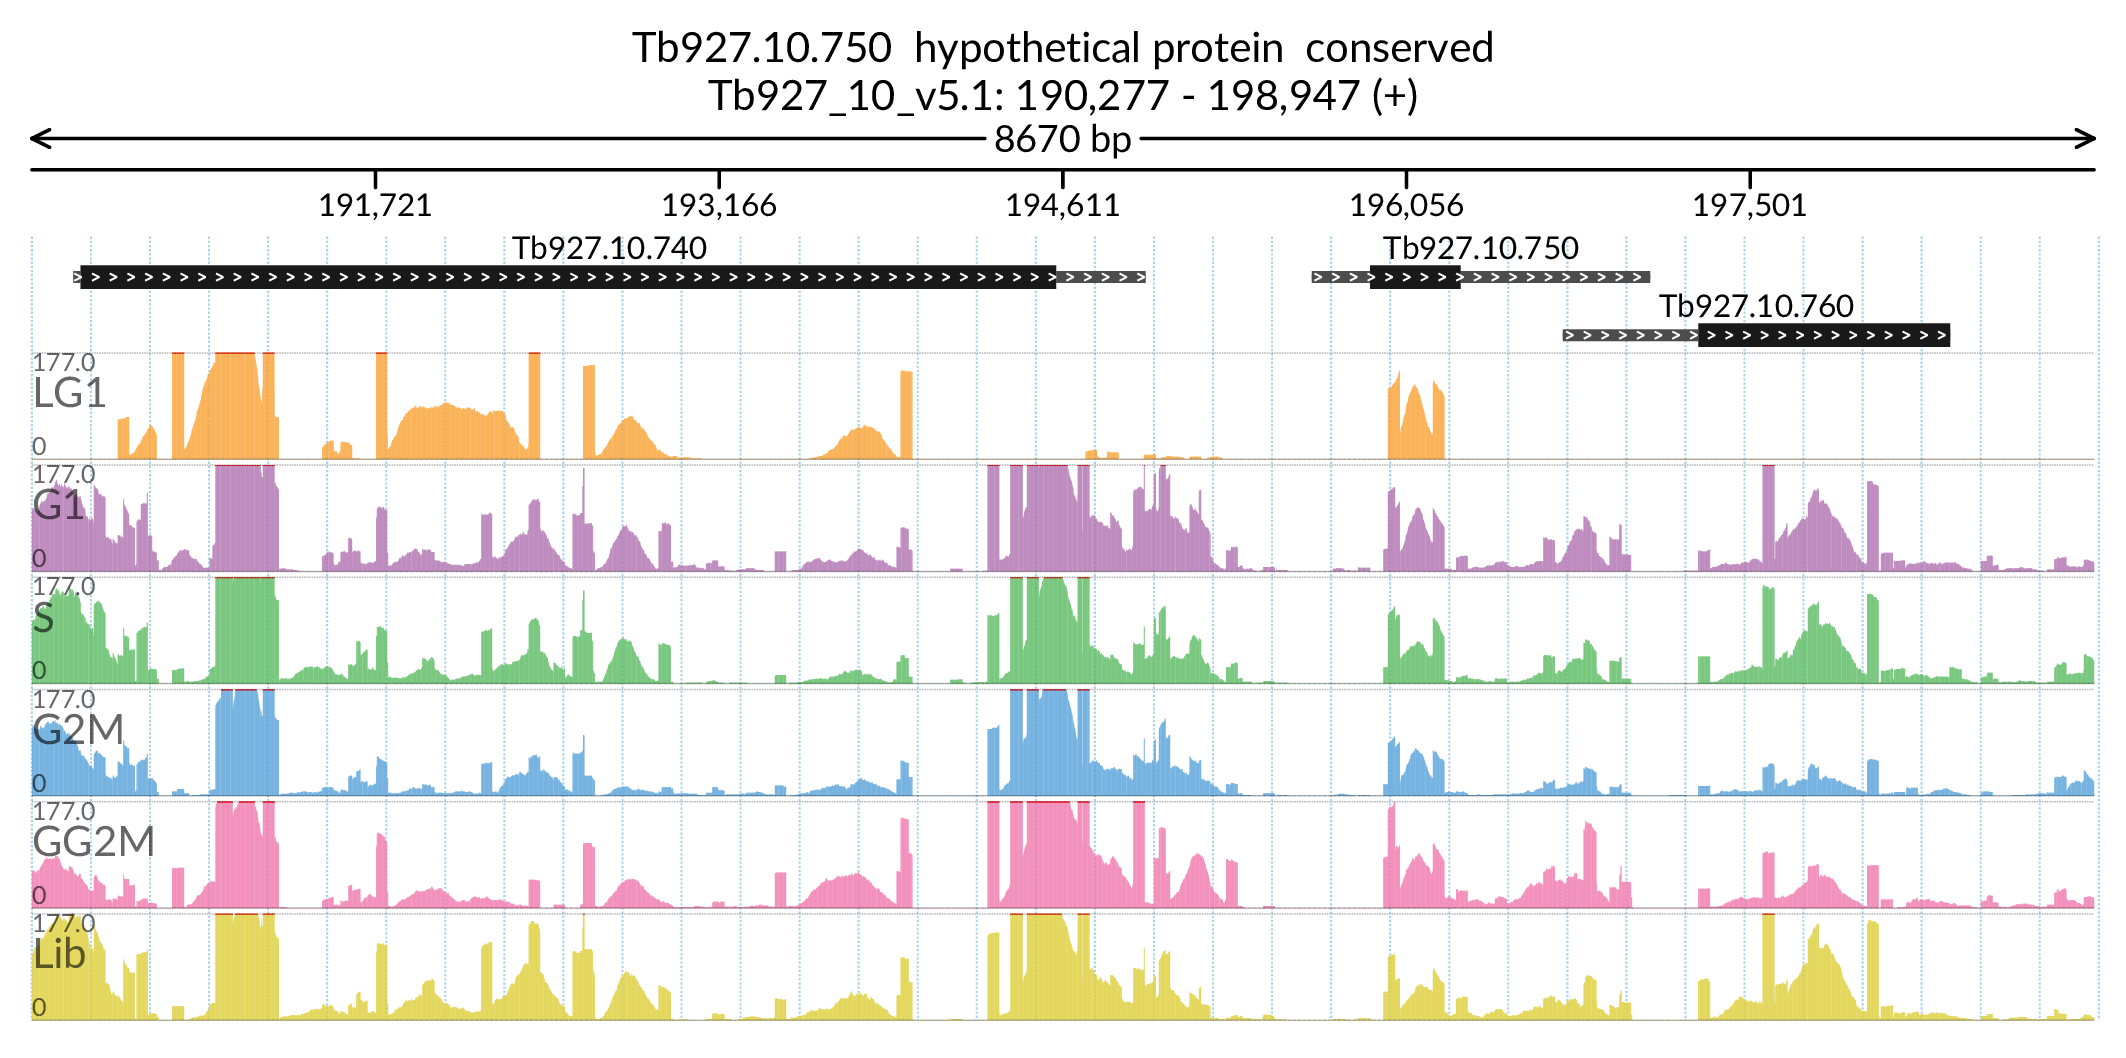 Tb927.10.750  hypothetical protein  conserved
Tb927_10_v5.1: 190,277 - 198,947 (+)
8670 bp
191,721 193,166 194,611 196,056 197,501
Tb927.10.740 Tb927.10.750
Tb927.10.760
177.0
LG1
0
177.0
G1
0
177.0
S
0
177.0
G2M
0
177.0
GG2M
0
177.0
Lib
0